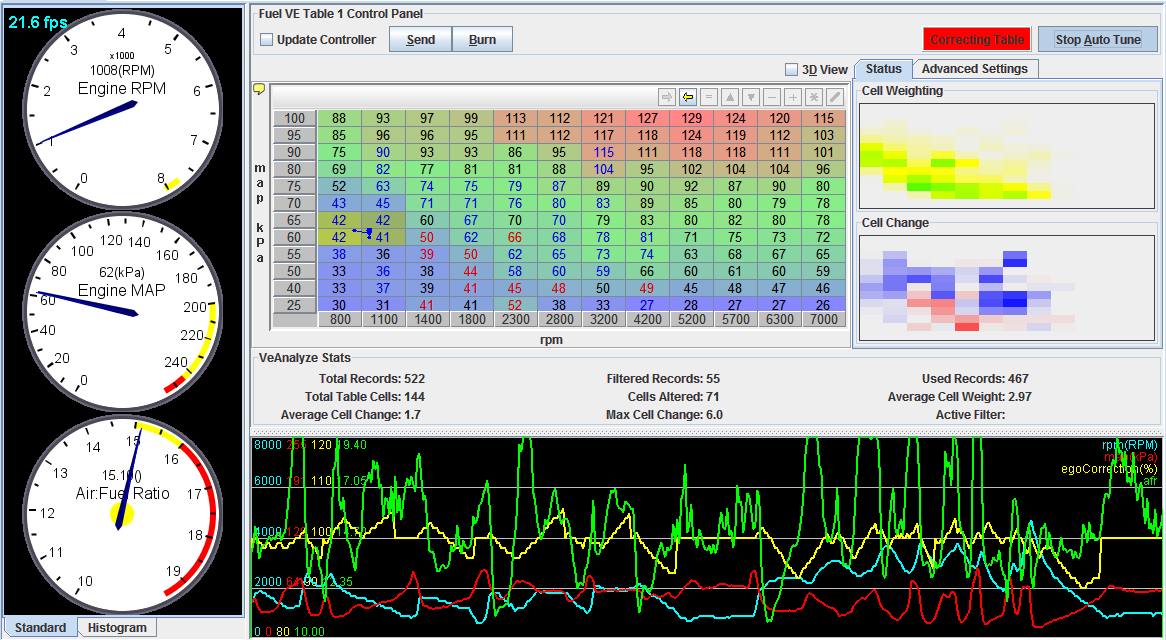 21.6 fps
x1000
1008(RPM)
Engine RPM
0 1 2 3 4 5 6 7 8
62(kPa)
Engine MAP
0 20 40 60 80 100 120 140 160 180 200 220 240
15.100
Air:Fuel Ratio
10 11 12 13 14 15 16 17 18 19
Standard Histogram
Fuel VE Table 1 Control Panel
Update Controller Send Burn Correcting Table Stop Auto Tune
3D View Status Advanced Settings
map kPa
100 88 93 97 99 113 112 121 127 129 124 120 115
95 85 96 96 95 111 112 117 118 124 119 112 103
90 75 90 93 93 86 95 115 111 118 118 111 101
80 69 82 77 81 81 88 104 95 102 104 104 96
75 52 63 74 75 79 87 89 90 92 87 90 80
70 43 45 71 71 76 80 83 89 85 80 79 78
65 42 42 60 67 70 70 79 83 80 82 80 78
60 42 41 50 62 66 68 78 81 71 75 73 72
55 38 36 39 50 62 65 73 74 63 68 67 65
50 33 36 38 44 58 60 59 66 60 61 60 59
40 33 37 39 41 45 48 50 49 45 48 47 46
25 30 31 41 41 52 38 33 27 28 27 27 26
800 1100 1400 1800 2300 2800 3200 4200 5200 5700 6300 7000
rpm
Cell Weighting
Cell Change
VeAnalyze Stats
Total Records: 522 Filtered Records: 55 Used Records: 467
Total Table Cells: 144 Cells Altered: 71 Average Cell Weight: 2.97
Average Cell Change: 1.7 Max Cell Change: 6.0 Active Filter:
8000 120 19.40 rpm(RPM)
egoCorrection(%)
afr
6000 110 17.05
4000 100
2000
0 0 80 10.00